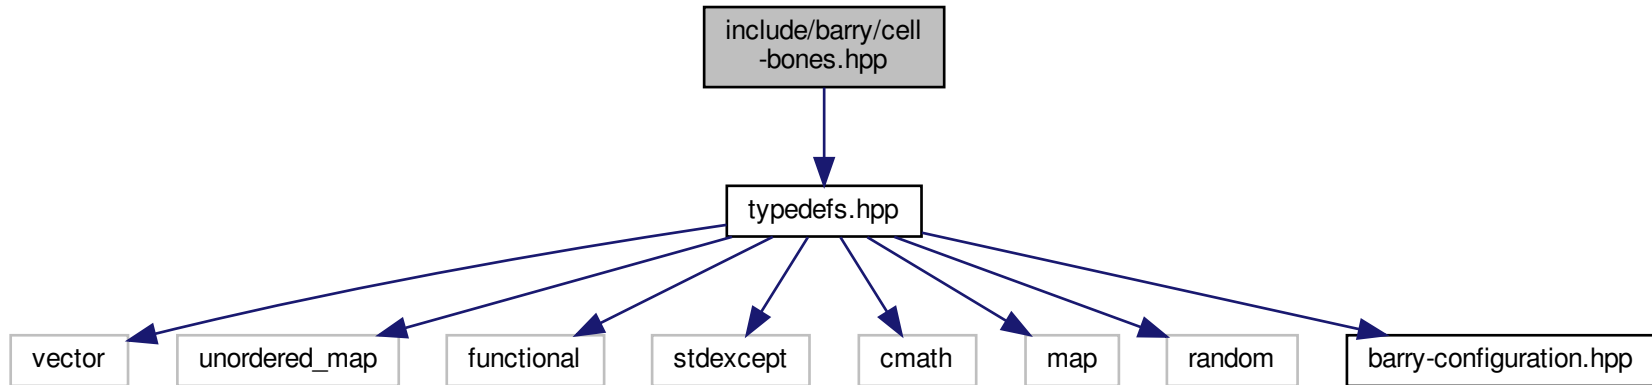 include/barry/cell
-bones.hpp
typedefs.hpp
vector
unordered_map
functional
stdexcept
cmath
map
random
barry-configuration.hpp